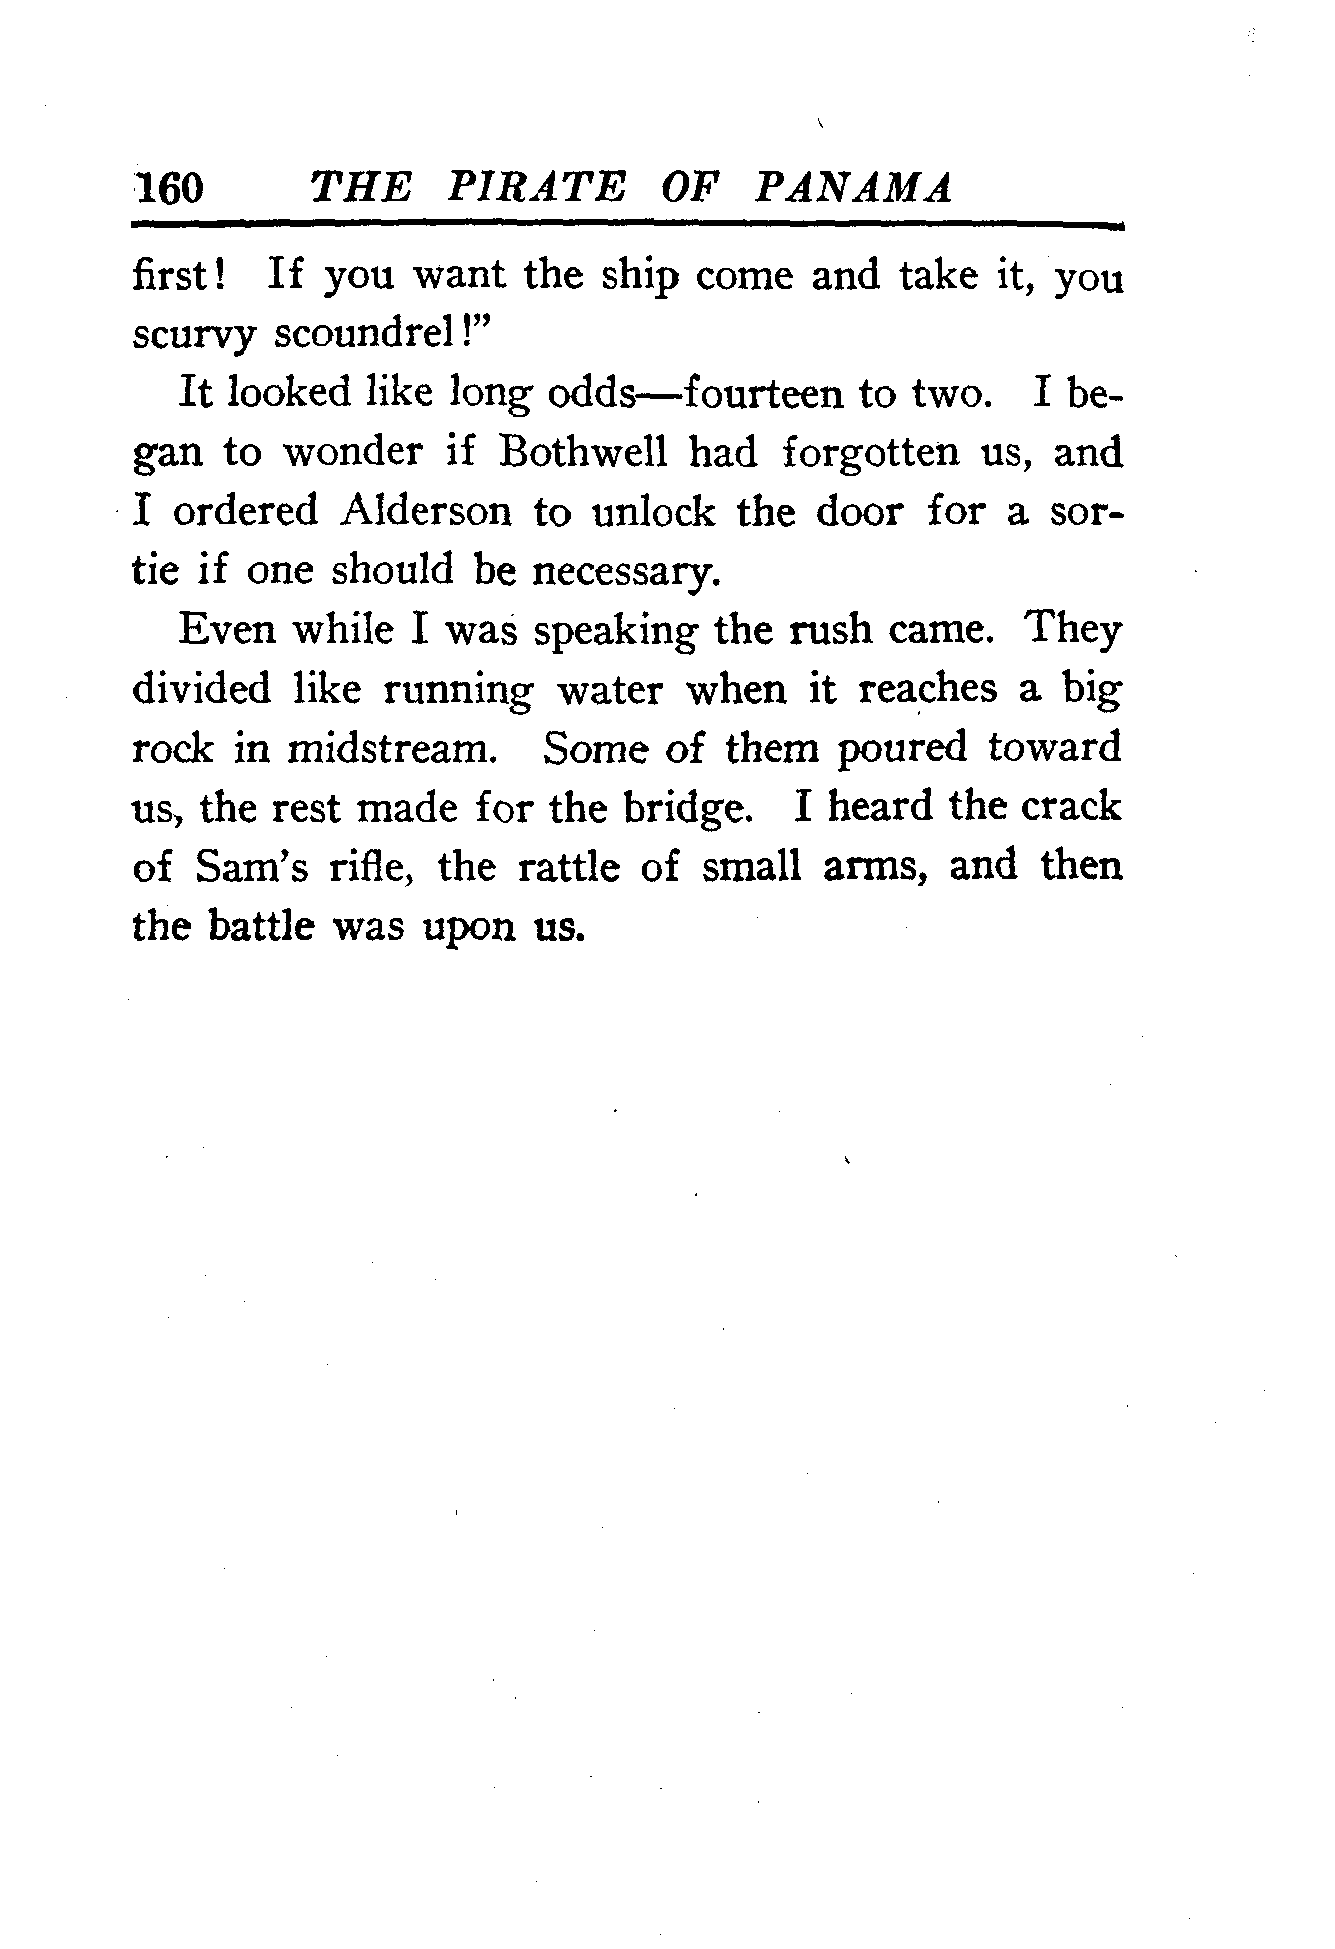 160 THE PIRATE OF PANAMA
first! If you want the ship come and take it, you
scurvy scoundrel!”
It looked like long odds—fourteen to two. I be-
gan to wonder if Bothwell had forgotten us, and
I ordered Alderson to unlock the door for a sor-
tie if one should be necessary.
Even while I was speaking the rush came. They
divided like running water when it reaches a big
rock in midstream. Some of them poured toward
us, the rest made for the bridge. I heard the crack
of Sam’s rifle, the rattle of small arms, and then
the battle was upon us.